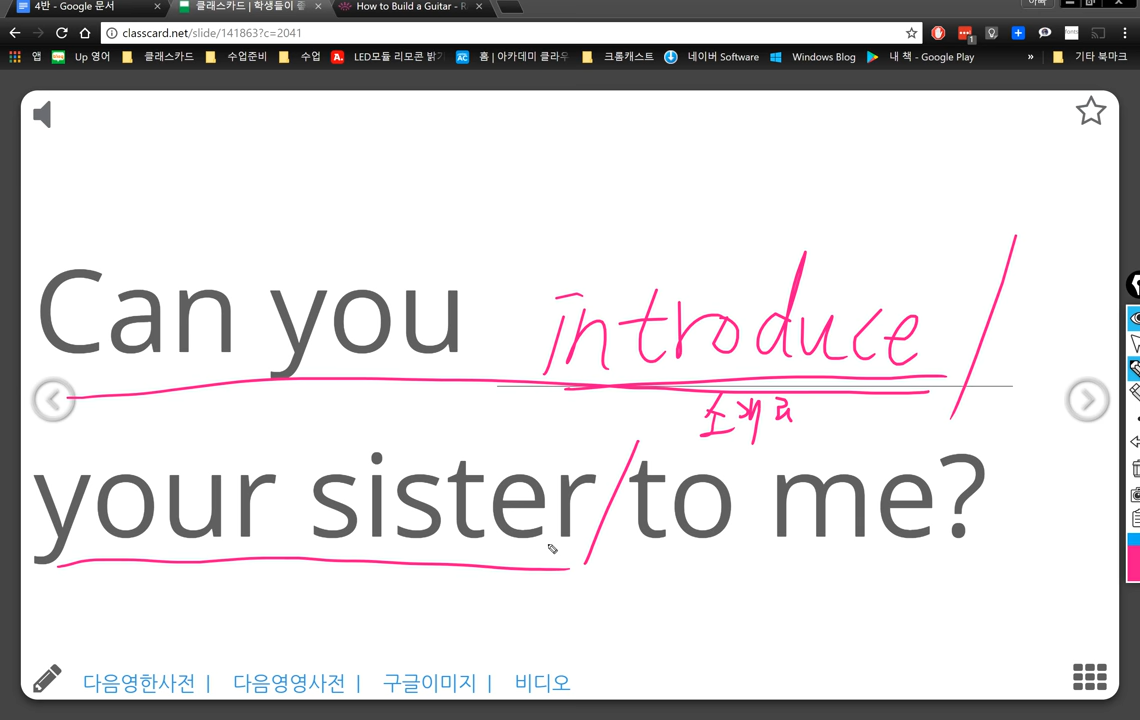 4반 - Google 문서
클래스카드 | 학생들이 좋
How to Build a Guitar - R
classcard.net/slide/141863?c=2041
앱 Up 영어 클래스카드 수업준비 수업 LED모듈 리모콘 밝기 홈 | 아카데미 클라우 크롬캐스트 네이버 Software Windows Blog 내 책 - Google Play » 기타 북마크
Can you introduce /
your sister / to me?
다음영한사전 | 다음영영사전 | 구글이미지 | 비디오